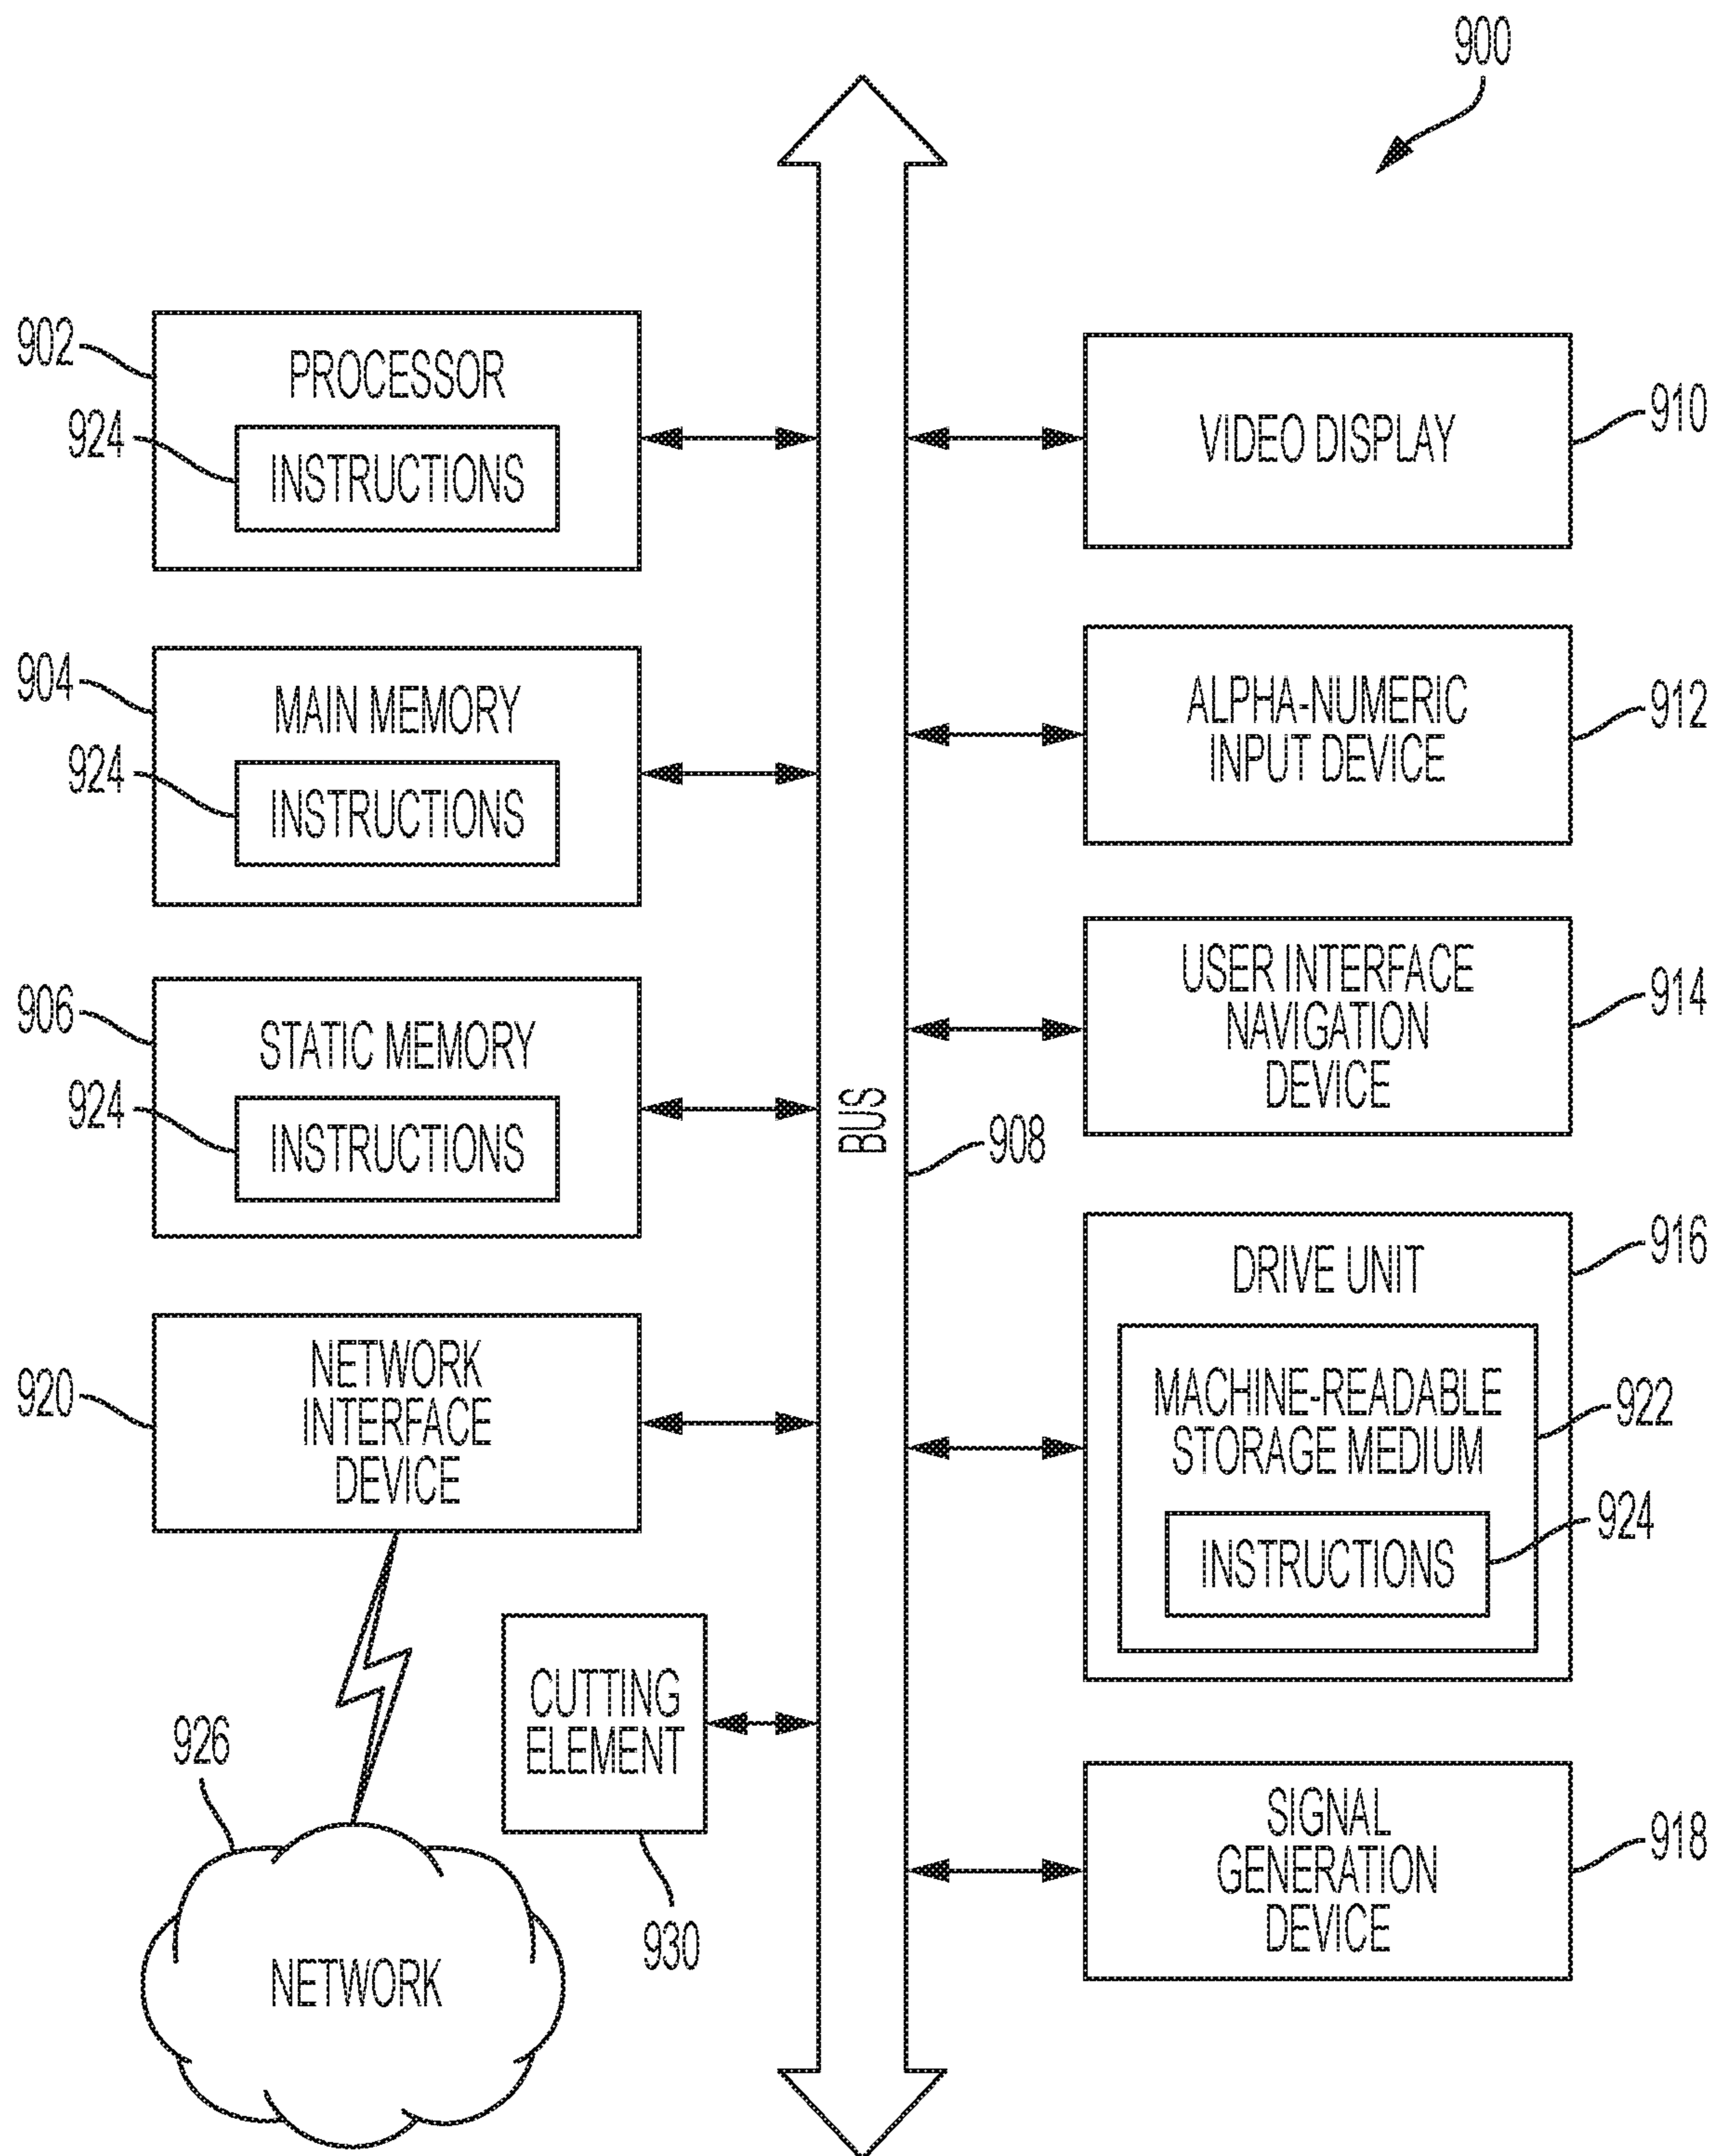 900
902
PROCESSOR
924
INSTRUCTIONS
904
MAIN MEMORY
924
INSTRUCTIONS
906
STATIC MEMORY
924
INSTRUCTIONS
920
NETWORK
INTERFACE
DEVICE
926
NETWORK
CUTTING
ELEMENT
930
BUS
908
VIDEO DISPLAY
910
ALPHA-NUMERIC
INPUT DEVICE
912
USER INTERFACE
NAVIGATION
DEVICE
914
DRIVE UNIT
916
MACHINE-READABLE
STORAGE MEDIUM
922
INSTRUCTIONS
924
SIGNAL
GENERATION
DEVICE
918